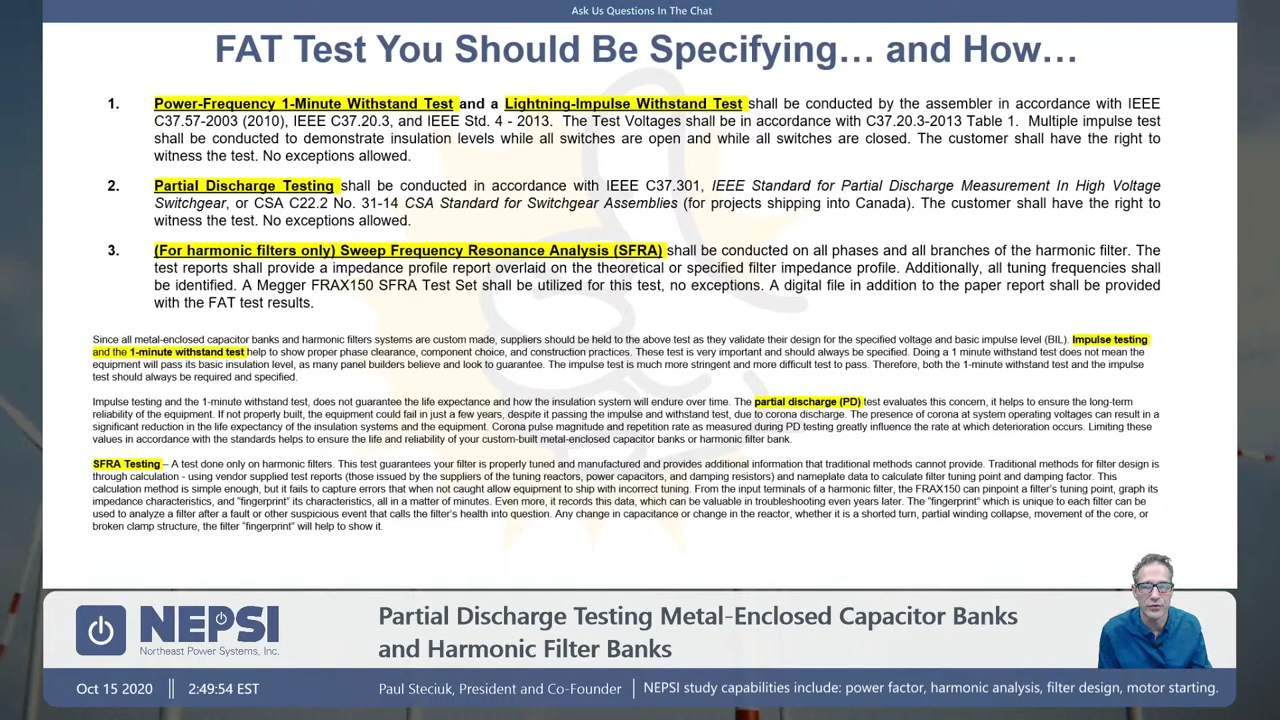 Ask Us Questions In The Chat
FAT Test You Should Be Specifying… and How…
1. Power-Frequency 1-Minute Withstand Test and a Lightning-Impulse Withstand Test shall be conducted by the assembler in accordance with IEEE
C37.57-2003 (2010), IEEE C37.20.3, and IEEE Std. 4 - 2013. The Test Voltages shall be in accordance with C37.20.3-2013 Table 1. Multiple impulse test
shall be conducted to demonstrate insulation levels while all switches are open and while all switches are closed. The customer shall have the right to
witness the test. No exceptions allowed.
2. Partial Discharge Testing shall be conducted in accordance with IEEE C37.301, IEEE Standard for Partial Discharge Measurement In High Voltage
Switchgear, or CSA C22.2 No. 31-14 CSA Standard for Switchgear Assemblies (for projects shipping into Canada). The customer shall have the right to
witness the test. No exceptions allowed.
3. (For harmonic filters only) Sweep Frequency Resonance Analysis (SFRA) shall be conducted on all phases and all branches of the harmonic filter. The
test reports shall provide a impedance profile report overlaid on the theoretical or specified filter impedance profile. Additionally, all tuning frequencies shall
be identified. A Megger FRAX150 SFRA Test Set shall be utilized for this test, no exceptions. A digital file in addition to the paper report shall be provided
with the FAT test results.
Since all metal-enclosed capacitor banks and harmonic filters systems are custom made, suppliers should be held to the above test as they validate their design for the specified voltage and basic impulse level (BIL). Impulse testing
and the 1-minute withstand test help to show proper phase clearance, component choice, and construction practices. These test is very important and should always be specified. Doing a 1 minute withstand test does not mean the
equipment will pass its basic insulation level, as many panel builders believe and look to guarantee. The impulse test is much more stringent and more difficult test to pass. Therefore, both the 1-minute withstand test and the impulse
test should always be required and specified.
Impulse testing and the 1-minute withstand test, does not guarantee the life expectance and how the insulation system will endure over time. The partial discharge (PD) test evaluates this concern, it helps to ensure the long-term
reliability of the equipment. If not properly built, the equipment could fail in just a few years, despite it passing the impulse and withstand test, due to corona discharge. The presence of corona at system operating voltages can result in a
significant reduction in the life expectancy of the insulation systems and the equipment. Corona pulse magnitude and repetition rate as measured during PD testing greatly influence the rate at which deterioration occurs. Limiting these
values in accordance with the standards helps to ensure the life and reliability of your custom-built metal-enclosed capacitor banks or harmonic filter bank.
SFRA Testing – A test done only on harmonic filters. This test guarantees your filter is properly tuned and manufactured and provides additional information that traditional methods cannot provide. Traditional methods for filter design is
through calculation - using vendor supplied test reports (those issued by the suppliers of the tuning reactors, power capacitors, and damping resistors) and nameplate data to calculate filter tuning point and damping factor. This
calculation method is simple enough, but it fails to capture errors that when not caught allow equipment to ship with incorrect tuning. From the input terminals of a harmonic filter, the FRAX150 can pinpoint a filter's tuning point, graph its
impedance characteristics, and "fingerprint" its characteristics, all in a matter of minutes. Even more, it records this data, which can be valuable in troubleshooting even years later. The "fingerprint" which is unique to each filter can be
used to analyze a filter after a fault or other suspicious event that calls the filter's health into question. Any change in capacitance or change in the reactor, whether it is a shorted turn, partial winding collapse, movement of the core, or
broken clamp structure, the filter "fingerprint" will help to show it.
NEPSI
Northeast Power Systems, Inc.
Partial Discharge Testing Metal-Enclosed Capacitor Banks
and Harmonic Filter Banks
Oct 15 2020 2:49:54 EST Paul Steciuk, President and Co-Founder NEPSI study capabilities include: power factor, harmonic analysis, filter design, motor starting.